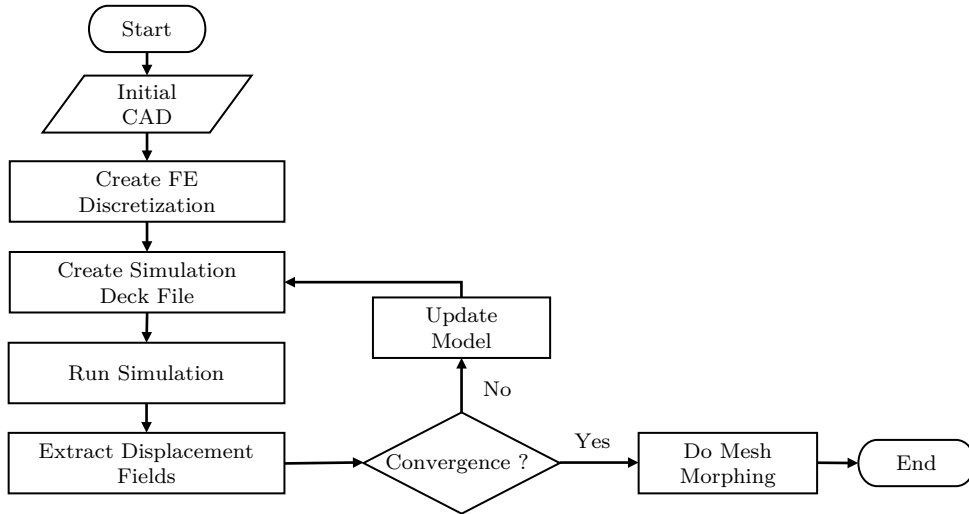 Start
Initial
CAD
Create FE
Discretization
Create Simulation
Deck File
Run Simulation
Extract Displacement
Fields
Convergence ?
No
Update
Model
Yes
Do Mesh
Morphing
End